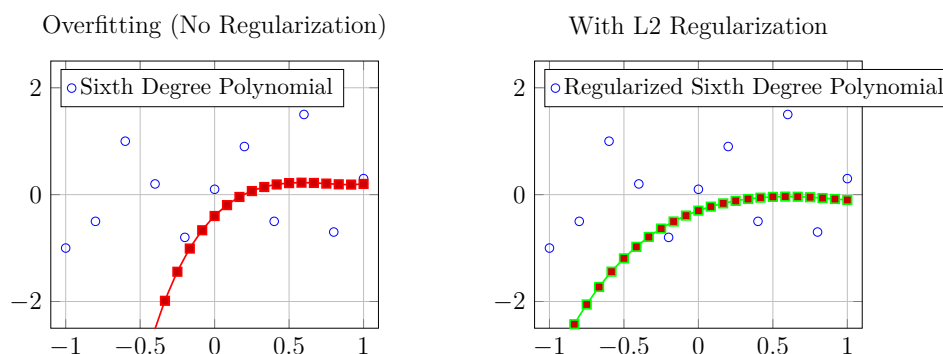 Overfitting (No Regularization)
Sixth Degree Polynomial
2
0
−2
−1 −0.5 0 0.5 1
With L2 Regularization
Regularized Sixth Degree Polynomial
2
0
−2
−1 −0.5 0 0.5 1